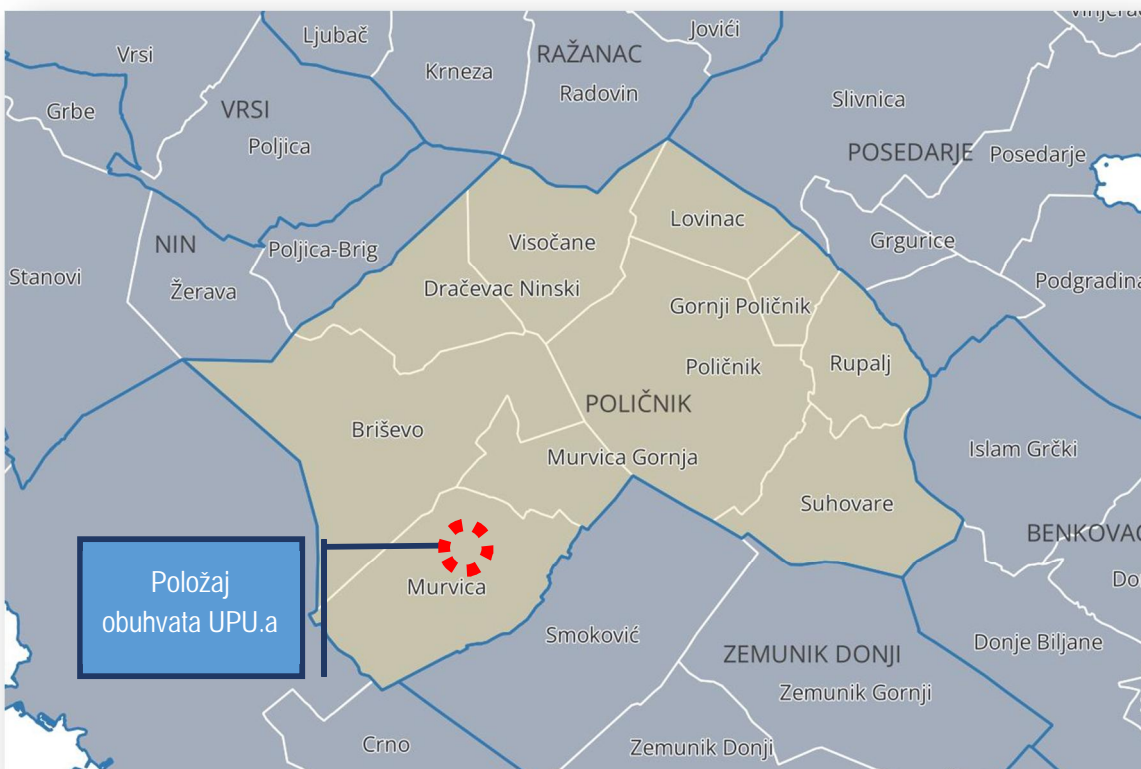 Ljubač
Jovići
Vrsi
RAŽANAC
Krneza
Radovin
Slivnica
Grbe
VRSI
Poljica
POSEDARJE
Posedarje
Lovinac
NIN
Poljica-Brig
Visočane
Grgurice
Stanovi
Žerava
Dračevac Ninski
Gornji Poličnik
Poličnik
Rupalj
POLIČNIK
Briševo
Murvica Gornja
Islam Grčki
Suhovare
Položaj
obuhvata UPU.a
Murvica
Smoković
ZEMUNIK DONJI
Donje Biljane
Zemunik Gornji
Crno
Zemunik Donji